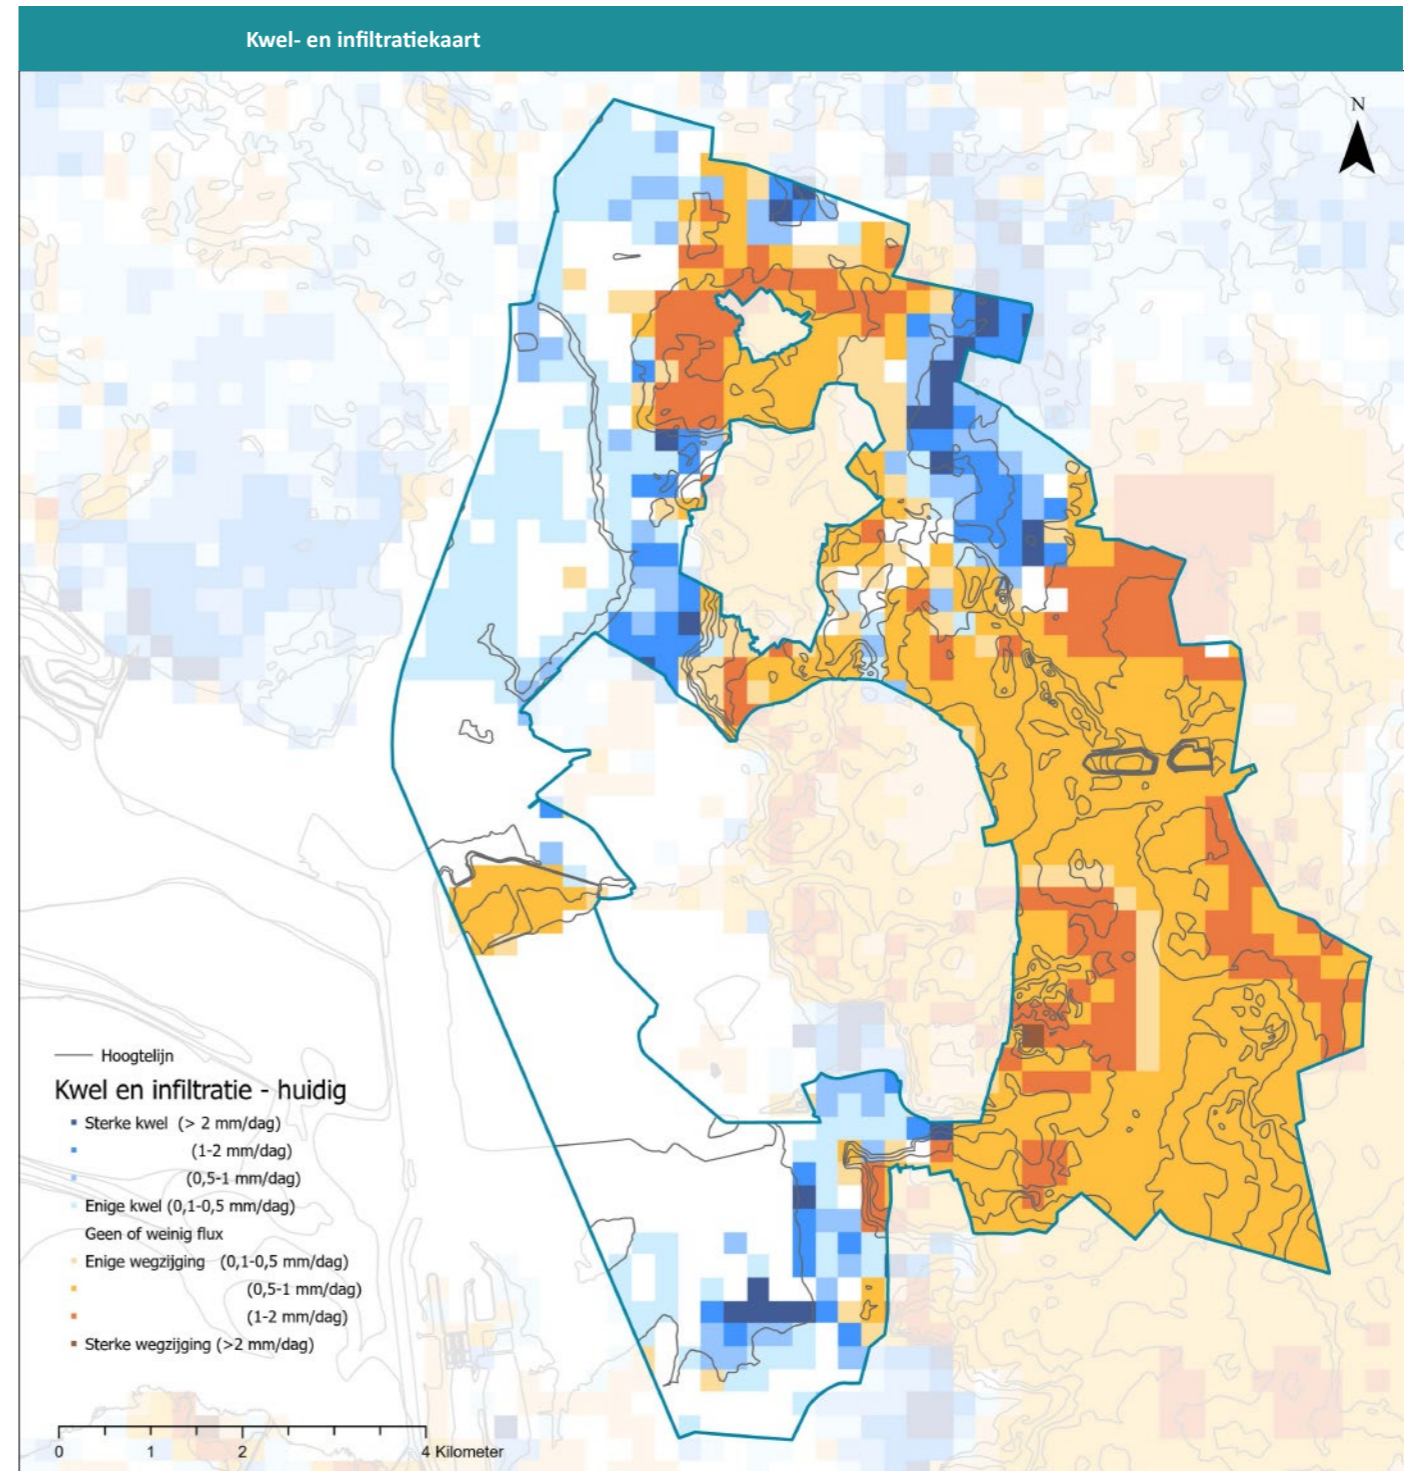 Kwel- en infiltratiekaart
N
Hoogtelijn
Kwel en infiltratie - huidig
Sterke kwel (> 2 mm/dag)
(1-2 mm/dag)
(0,5-1 mm/dag)
Enige kwel (0,1-0,5 mm/dag)
Geen of weinig flux
Enige wegzijging (0,1-0,5 mm/dag)
(0,5-1 mm/dag)
(1-2 mm/dag)
Sterke wegzijging (>2 mm/dag)
0 1 2 4 Kilometer